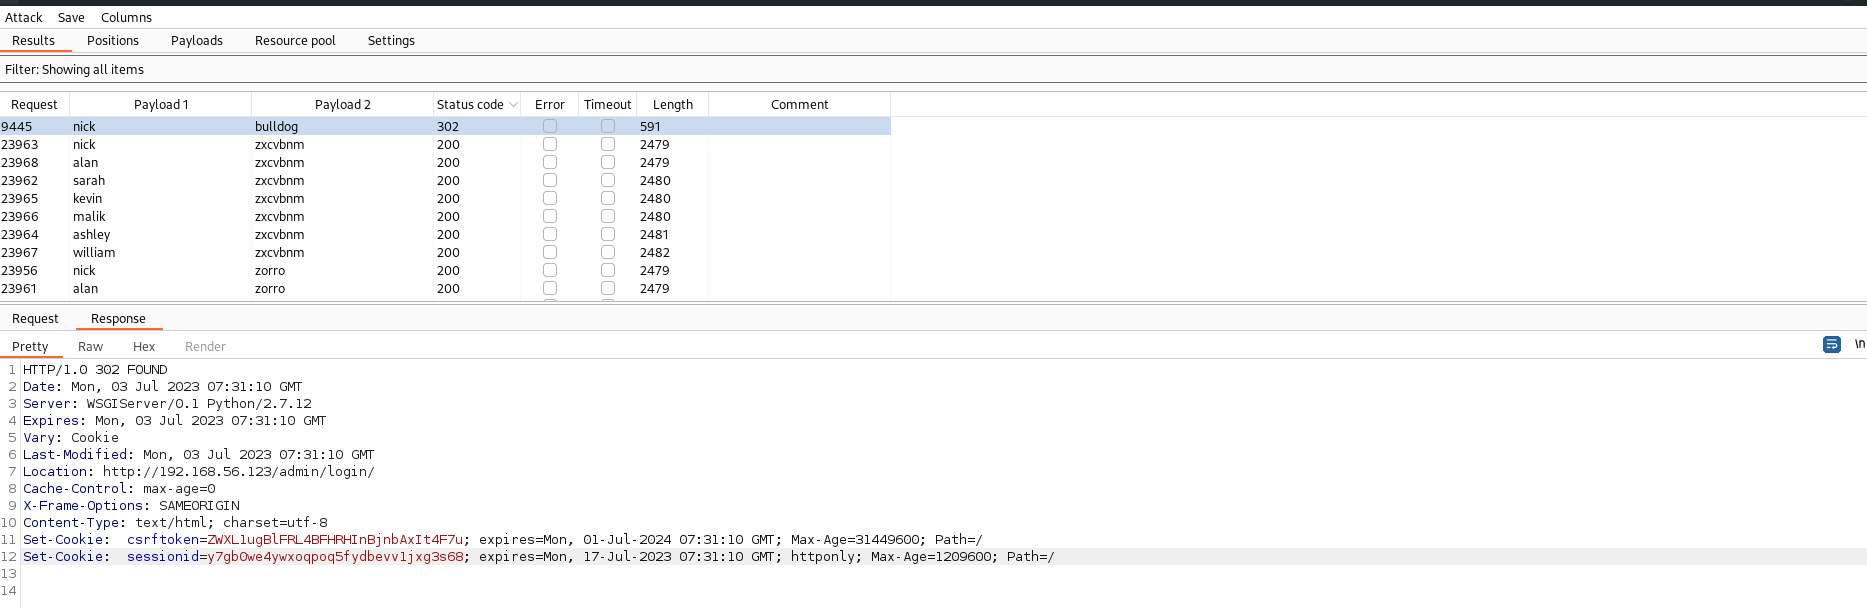 Attack Save Columns
Results Positions Payloads Resource pool Settings
Filter: Showing all items
Request Payload 1 Payload 2 Status code Error Timeout Length Comment
9445 nick bulldog 302 591
23963 nick zxcvbnm 200 2479
23968 alan zxcvbnm 200 2479
23962 sarah zxcvbnm 200 2480
23965 kevin zxcvbnm 200 2480
23966 malik zxcvbnm 200 2480
23964 ashley zxcvbnm 200 2481
23967 william zxcvbnm 200 2482
23956 nick zorro 200 2479
23961 alan zorro 200 2479
Request Response
Pretty Raw Hex Render \n
1 HTTP/1.0 302 FOUND
2 Date: Mon, 03 Jul 2023 07:31:10 GMT
3 Server: WSGIServer/0.1 Python/2.7.12
4 Expires: Mon, 03 Jul 2023 07:31:10 GMT
5 Vary: Cookie
6 Last-Modified: Mon, 03 Jul 2023 07:31:10 GMT
7 Location: http://192.168.56.123/admin/login/
8 Cache-Control: max-age=0
9 X-Frame-Options: SAMEORIGIN
10 Content-Type: text/html; charset=utf-8
11 Set-Cookie:  csrftoken=ZWXL1ugBlFRL4BFHRHInBjnbAxIt4F7u; expires=Mon, 01-Jul-2024 07:31:10 GMT; Max-Age=31449600; Path=/
12 Set-Cookie:  sessionid=y7gb0we4ywxoqpoq5fydbevv1jxg3s68; expires=Mon, 17-Jul-2023 07:31:10 GMT; httponly; Max-Age=1209600; Path=/
13
14